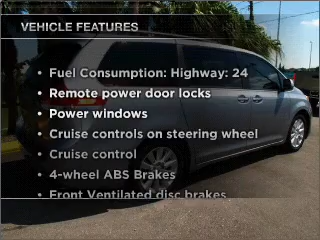 VEHICLE FEATURES
• Fuel Consumption: Highway: 24
• Remote power door locks
• Power windows
• Cruise controls on steering wheel
• Cruise control
• 4-wheel ABS Brakes
• Front Ventilated disc brakes